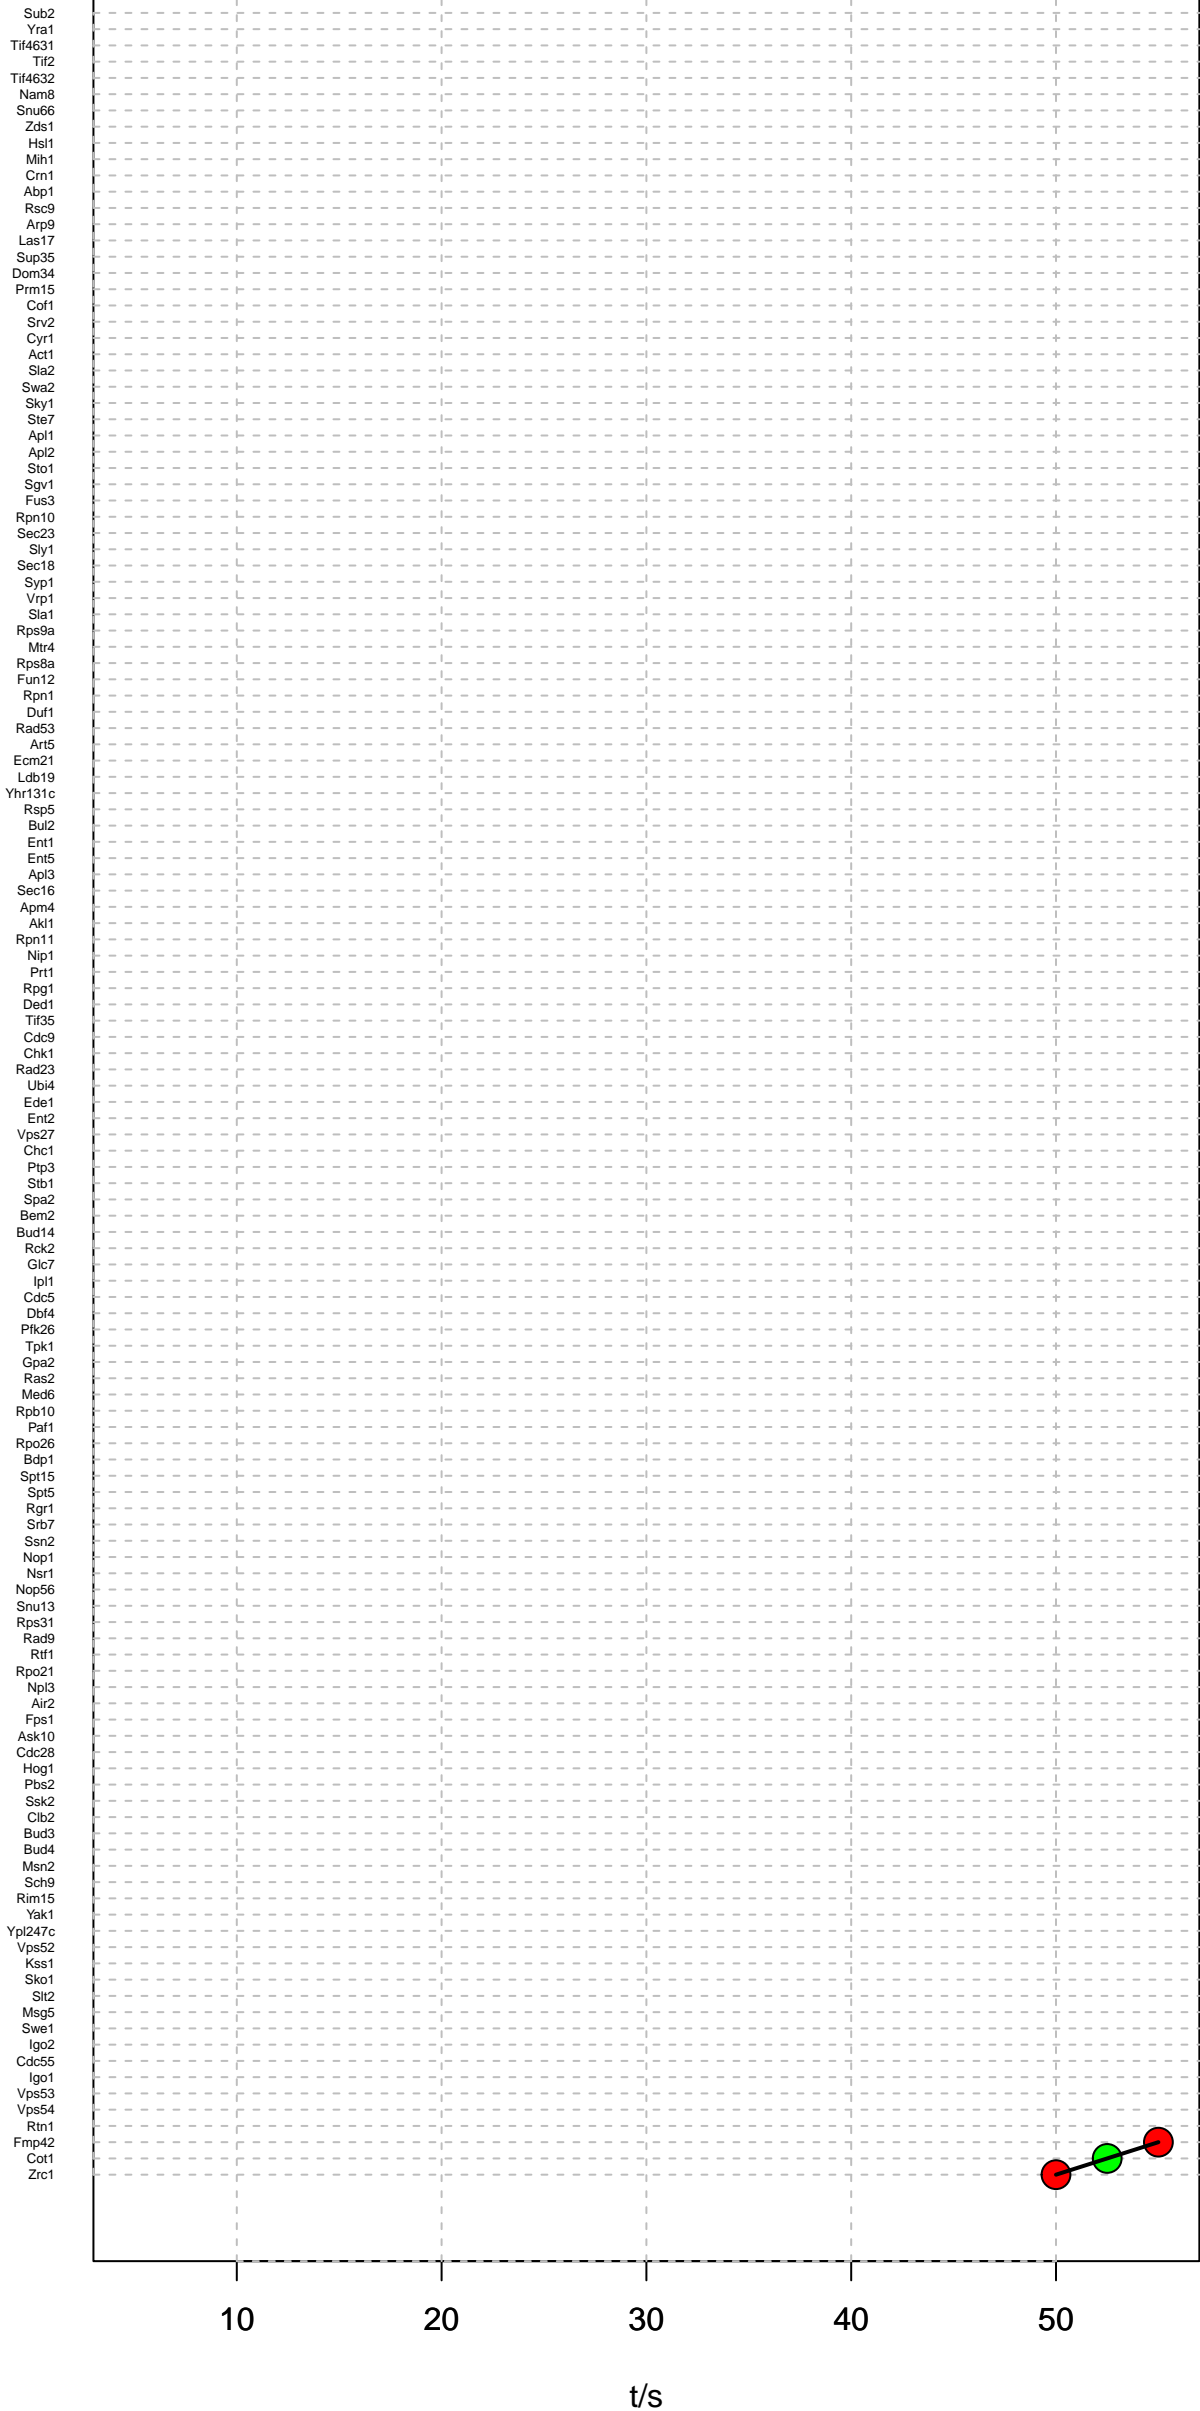 Sub2
Yra1
Tif4631
Tif2
Tif4632
Nam8
Snu66
Zds1
Hsl1
Mih1
Crn1
Abp1
Rsc9
Arp9
Las17
Sup35
Dom34
Prm15
Cof1
Srv2
Cyr1
Act1
Sla2
Swa2
Sky1
Ste7
Apl1
Apl2
Sto1
Sgv1
Fus3
Rpn10
Sec23
Sly1
Sec18
Syp1
Vrp1
Sla1
Rps9a
Mtr4
Rps8a
Fun12
Rpn1
Duf1
Rad53
Art5
Ecm21
Ldb19
Yhr131c
Rsp5
Bul2
Ent1
Ent5
Apl3
Sec16
Apm4
Akl1
Rpn11
Nip1
Prt1
Rpg1
Ded1
Tif35
Cdc9
Chk1
Rad23
Ubi4
Ede1
Ent2
Vps27
Chc1
Ptp3
Stb1
Spa2
Bem2
Bud14
Rck2
Glc7
Ipl1
Cdc5
Dbf4
Pfk26
Tpk1
Gpa2
Ras2
Med6
Rpb10
Paf1
Rpo26
Bdp1
Spt15
Spt5
Rgr1
Srb7
Ssn2
Nop1
Nsr1
Nop56
Snu13
Rps31
Rad9
Rtf1
Rpo21
Npl3
Air2
Fps1
Ask10
Cdc28
Hog1
Pbs2
Ssk2
Clb2
Bud3
Bud4
Msn2
Sch9
Rim15
Yak1
Ypl247c
Vps52
Kss1
Sko1
Slt2
Msg5
Swe1
Igo2
Cdc55
Igo1
Vps53
Vps54
Rtn1
Fmp42
Cot1
Zrc1
10 20 30 40 50
t/s